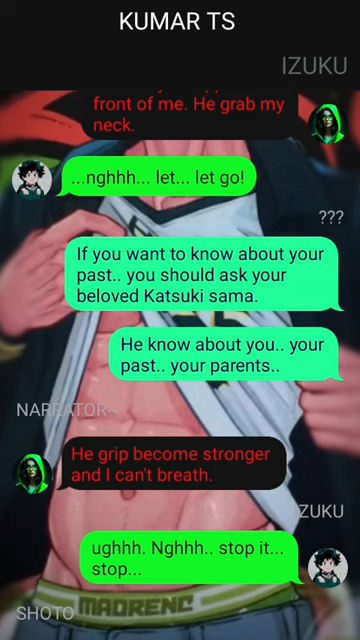 KUMAR TS
IZUKU
front of me. He grab my
neck.
...nghhh... let... let go!
???
If you want to know about your
past.. you should ask your
beloved Katsuki sama.
He know about you.. your
past.. your parents..
NARRATOR
He grip become stronger
and I can't breath.
ZUKU
ughhh. Nghhh.. stop it...
stop...
SHOTO
MADRENC